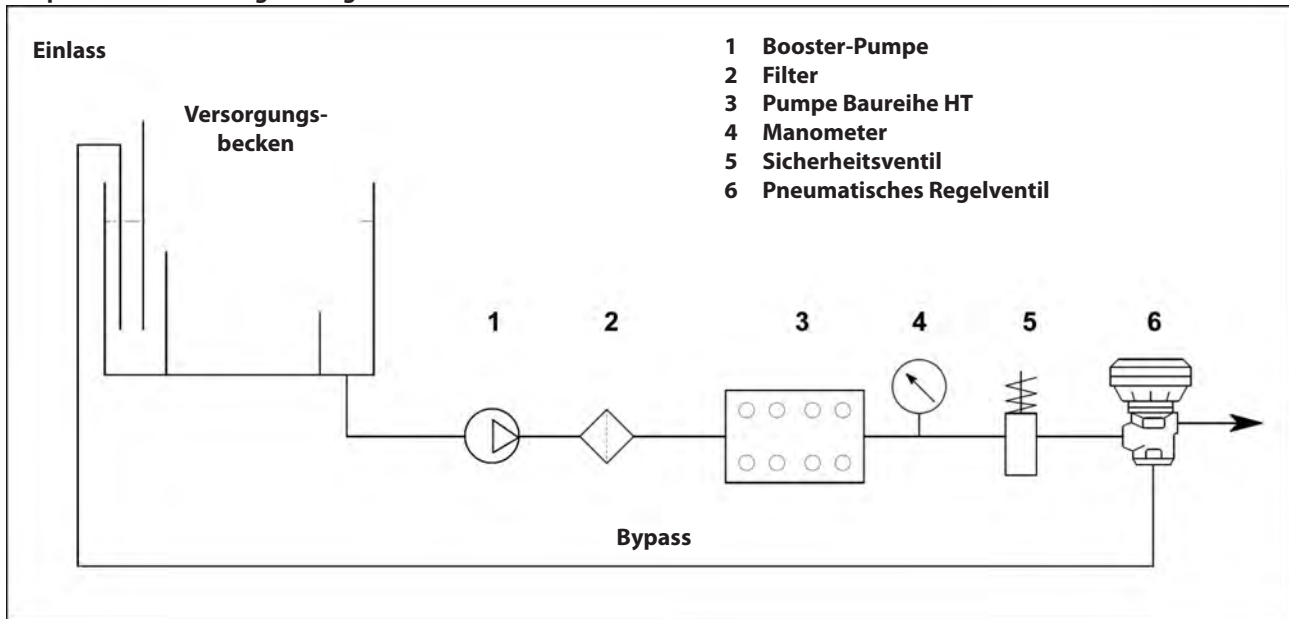 Einlass
Versorgungs-
becken
1 Booster-Pumpe
2 Filter
3 Pumpe Baureihe HT
4 Manometer
5 Sicherheitsventil
6 Pneumatisches Regelventil
1 2 3 4 5 6
Bypass